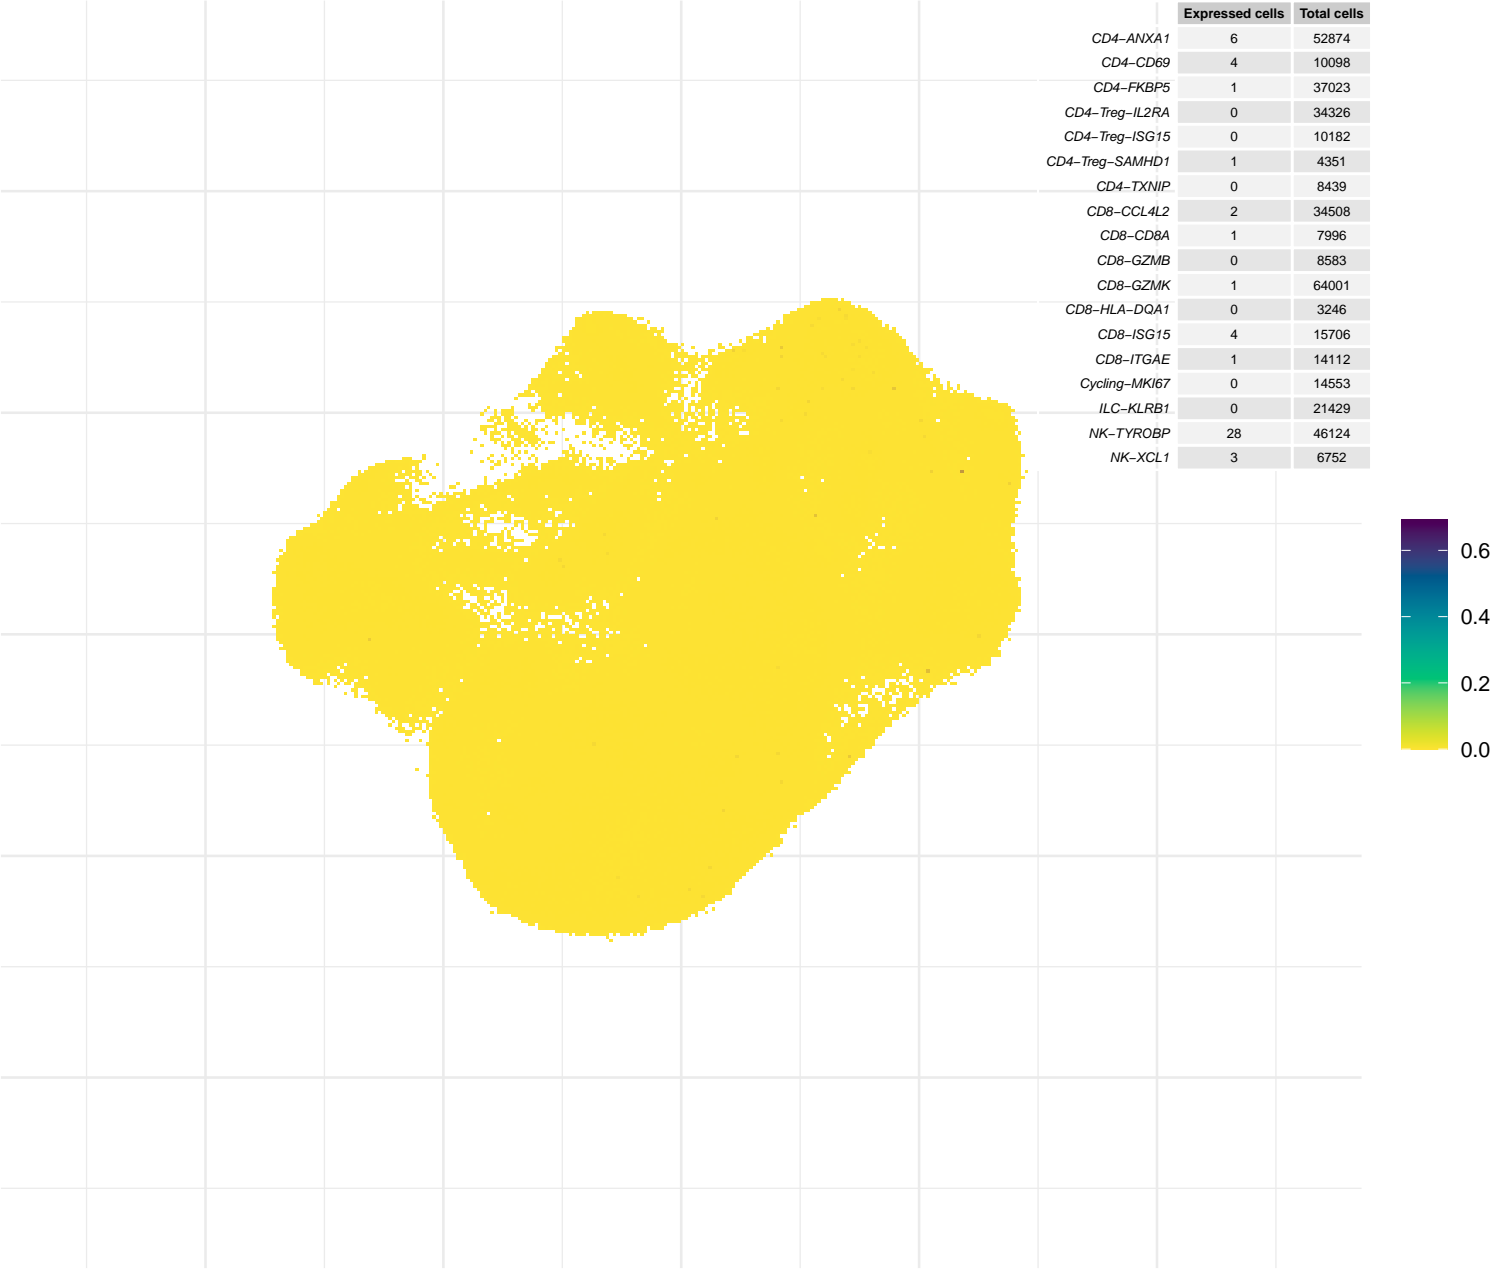 Expressed cells Total cells
CD4−ANXA1 6 52874
CD4−CD69 4 10098
CD4−FKBP5 1 37023
CD4−Treg−IL2RA 0 34326
CD4−Treg−ISG15 0 10182
CD4−Treg−SAMHD1 1 4351
CD4−TXNIP 0 8439
CD8−CCL4L2 2 34508
CD8−CD8A 1 7996
CD8−GZMB 0 8583
CD8−GZMK 1 64001
CD8−HLA−DQA1 0 3246
CD8−ISG15 4 15706
CD8−ITGAE 1 14112
Cycling−MKI67 0 14553
ILC−KLRB1 0 21429
NK−TYROBP 28 46124
NK−XCL1 3 6752
0.6
0.4
0.2
0.0